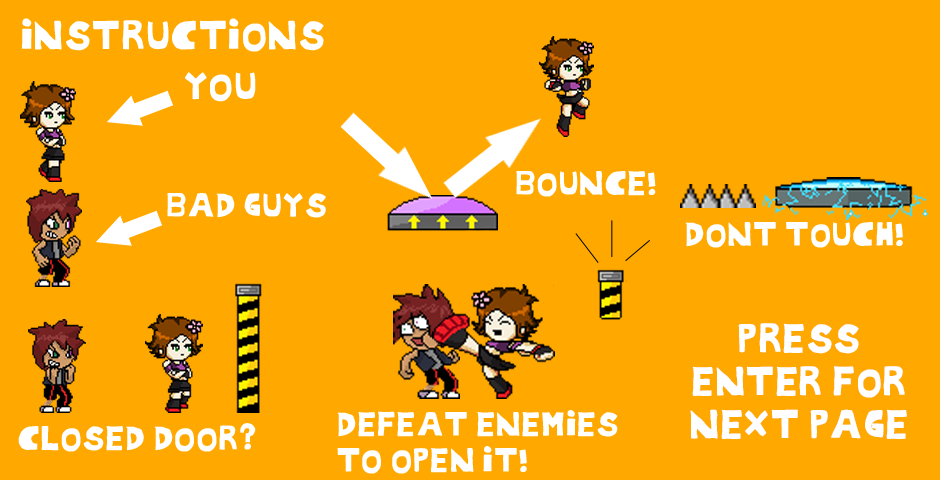 INSTRUCTIONS
YOU
BOUNCE!
BAD GUYS
DONT TOUCH!
CLOSED DOOR?
DEFEAT ENEMIES
TO OPEN IT!
PRESS
ENTER FOR
NEXT PAGE